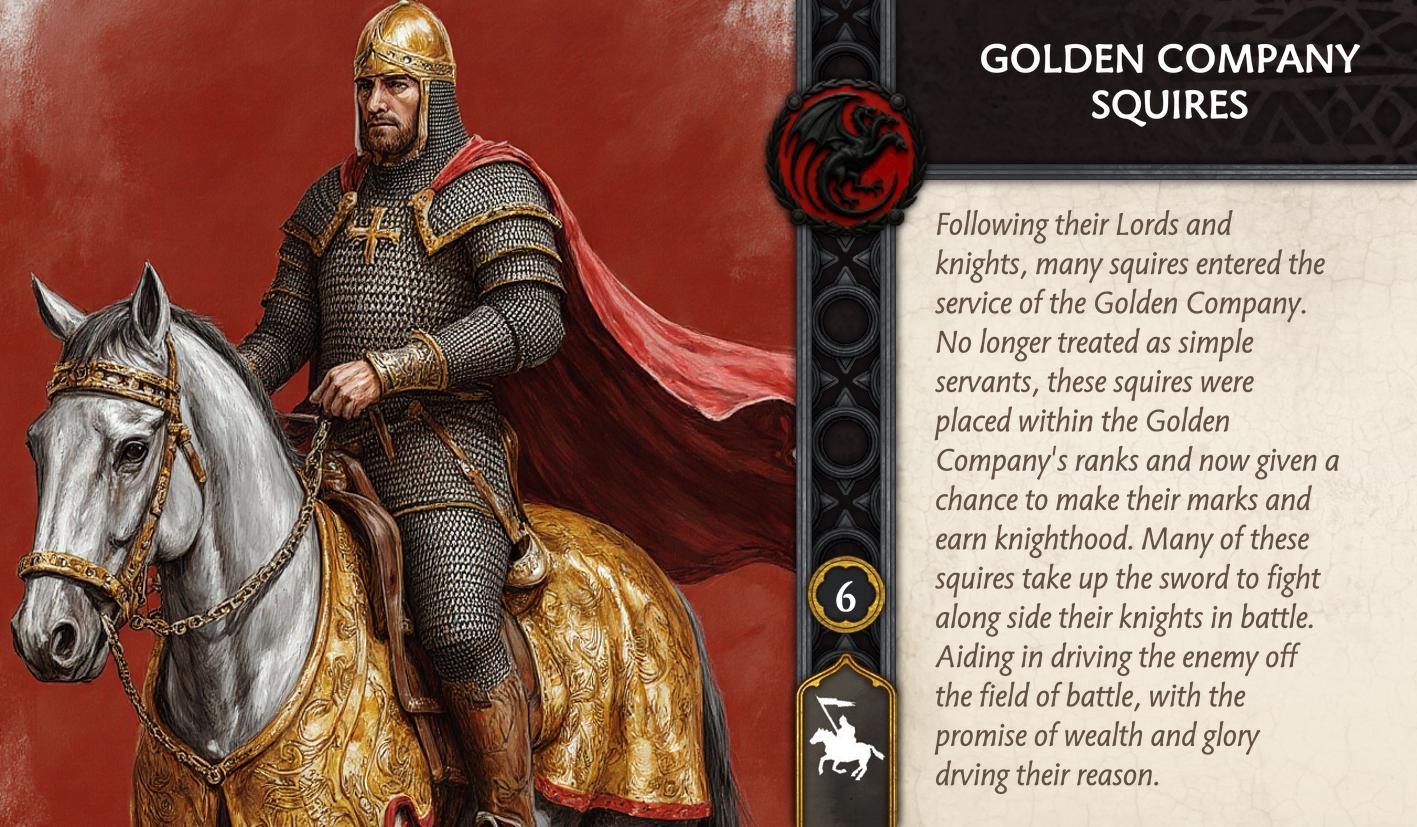 GOLDEN COMPANY
SQUIRES
Following their Lords and
knights, many squires entered the
service of the Golden Company.
No longer treated as simple
servants, these squires were
placed within the Golden
Company's ranks and now given a
chance to make their marks and
earn knighthood. Many of these
squires take up the sword to fight
along side their knights in battle.
Aiding in driving the enemy off
the field of battle, with the
promise of wealth and glory
drving their reason.
6